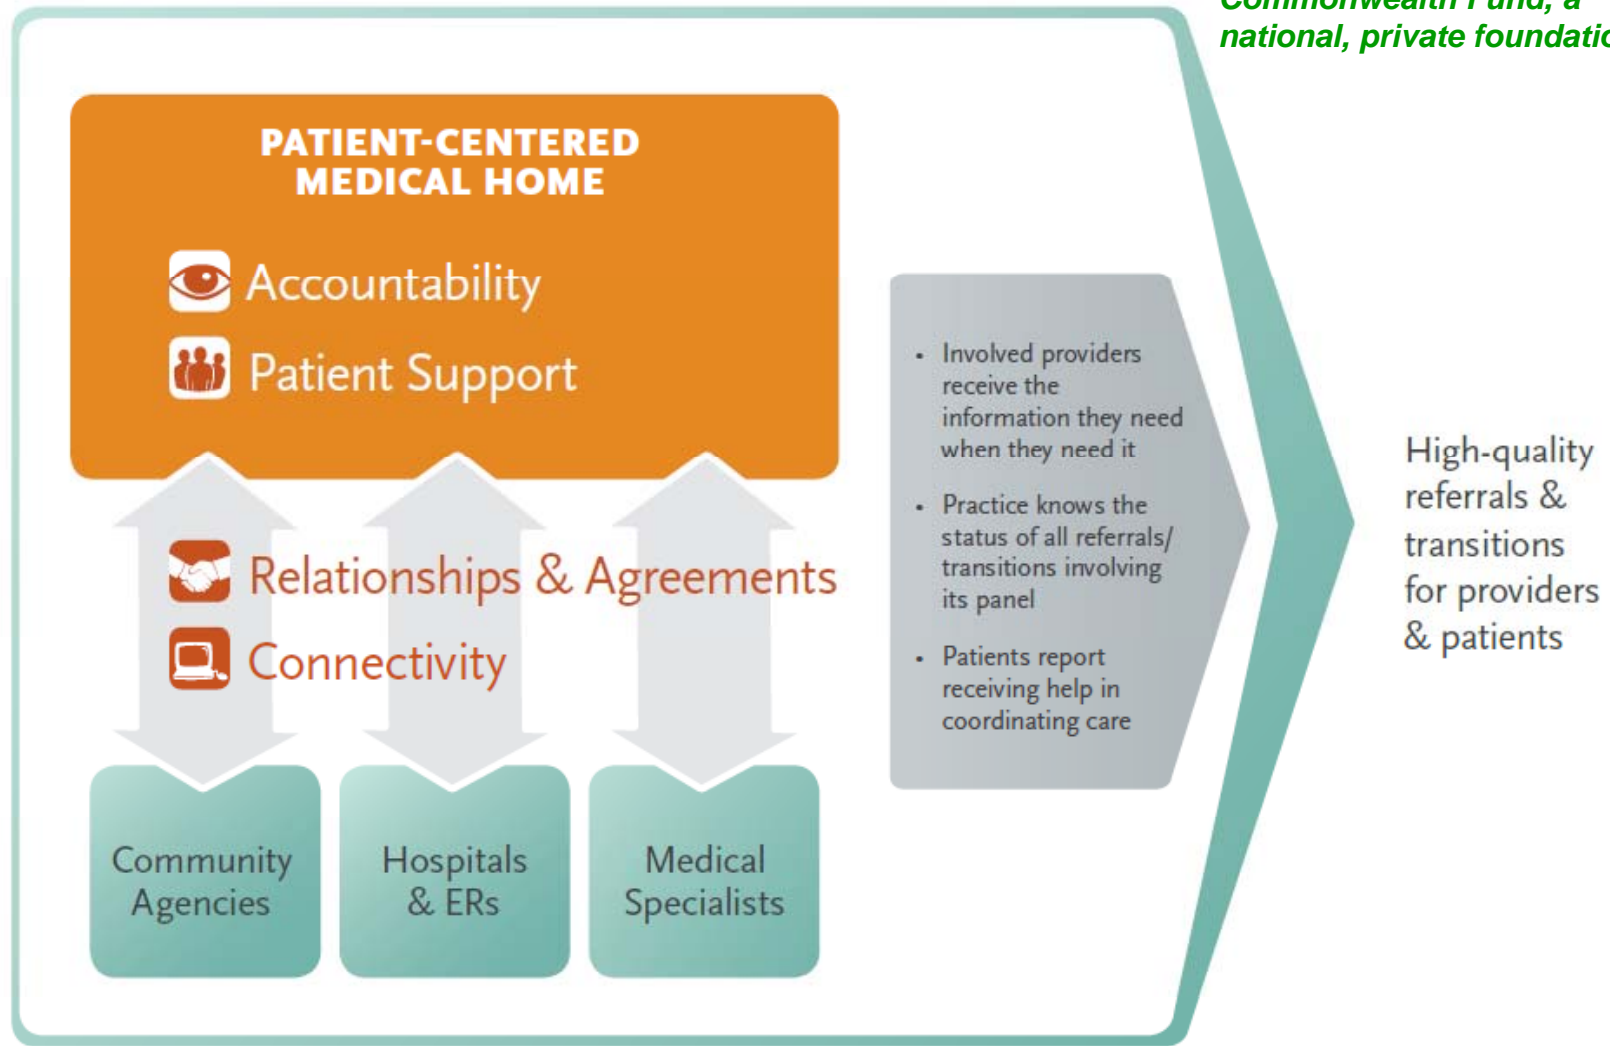 Commonwealth Fund, a
national, private
PATIENT-CENTERED
MEDICAL HOME
Accountability
Patient Support
Relationships & Agreements
Connectivity
Community
Agencies
Hospitals
& ERs
Medical
Specialists
• Involved providers
receive the
information they need
when they need it
• Practice knows the
status of all referrals/
transitions involving
its panel
• Patients report
receiving help in
coordinating care
High-quality
referrals &
transitions
for providers
& patients